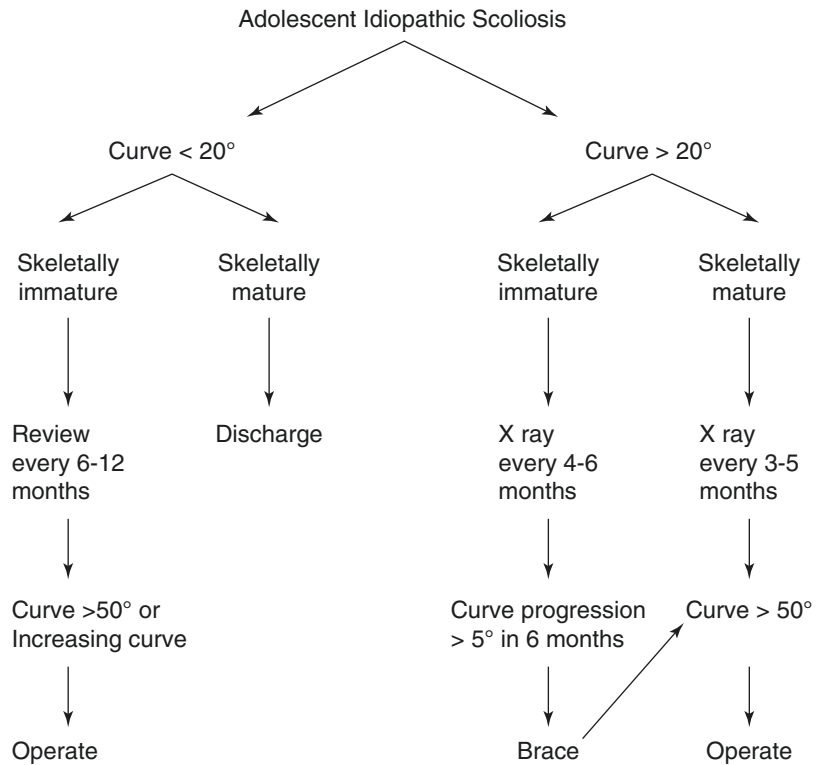 Adolescent Idiopathic Scoliosis
Curve < 20°
Curve > 20°
Skeletally
immature
Skeletally
mature
Skeletally
immature
Skeletally
mature
Review
every 6-12
months
Discharge
X ray
every 4-6
months
X ray
every 3-5
months
Curve >50° or
Increasing curve
Curve progression
> 5° in 6 months
Curve > 50°
Operate
Brace
Operate